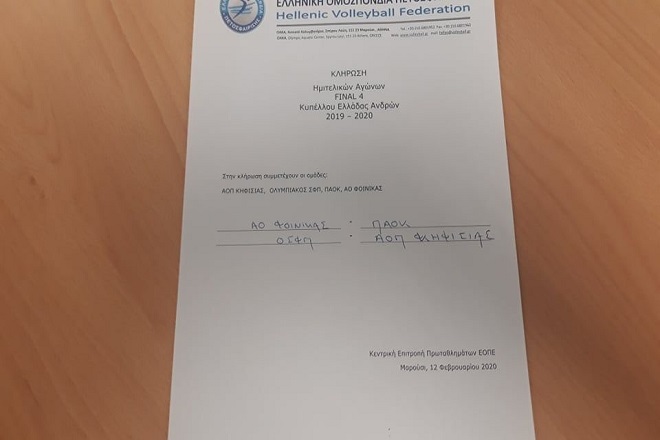 ΕΛΛΗΝΙΚΗ ΟΜΟΣΠΟΝΔΙΑ
Hellenic Volleyball Federation
ΚΛΗΡΩΣΗ
Ημιτελικών Αγώνων
FINAL 4
Κυπέλλου Ελλάδας Ανδρών
2019 – 2020
Στην κλήρωση συμμετέχουν οι ομάδες:
ΑΟΠ ΚΗΦΙΣΙΑΣ, ΟΛΥΜΠΙΑΚΟΣ ΣΦΠ, ΠΑΟΚ, ΑΟ ΦΟΙΝΙΚΑΣ
ΑΟ ΦΟΙΝΙΚΑΣ - ΠΑΟΚ
ΟΣΦΠ - ΑΟΠ ΚΗΦΙΣΙΑΣ
Κεντρική Επιτροπή Πρωταθλημάτων ΕΟΠΕ
Μαρούσι, 12 Φεβρουαρίου 2020